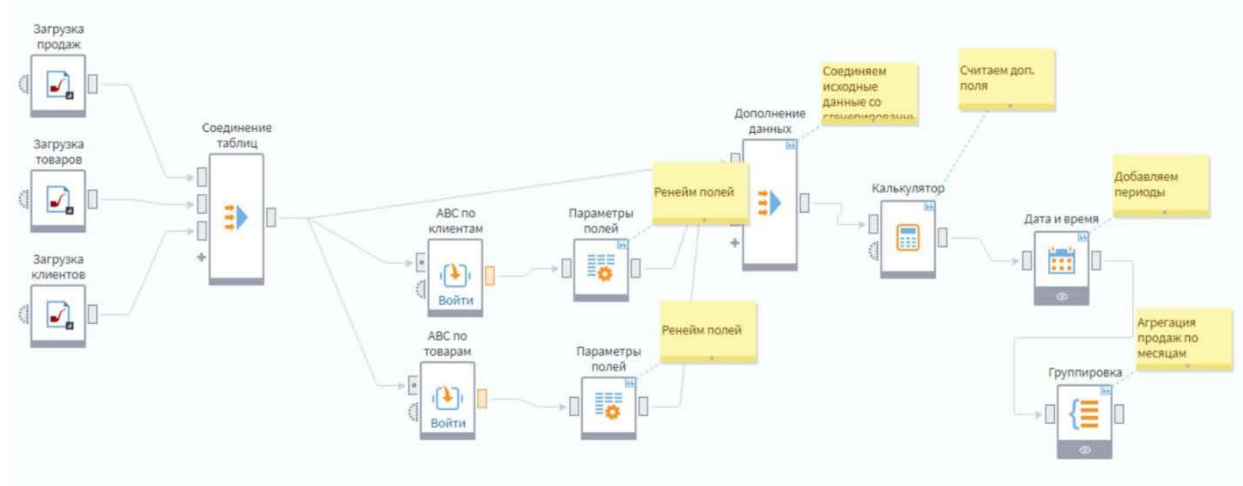 Загрузка
продаж
Загрузка
товаров
Загрузка
клиентов
Соединение
таблиц
ABC по
клиентам
Войти
ABC по
товарам
Войти
Параметры
полей
Ренейм полей
Параметры
полей
Ренейм полей
Дополнение
данных
Соединяем
исходные
данные со
Калькулятор
Считаем доп.
поля
Дата и время
Добавляем
периоды
Группировка
Агрегация
продаж по
месяцам